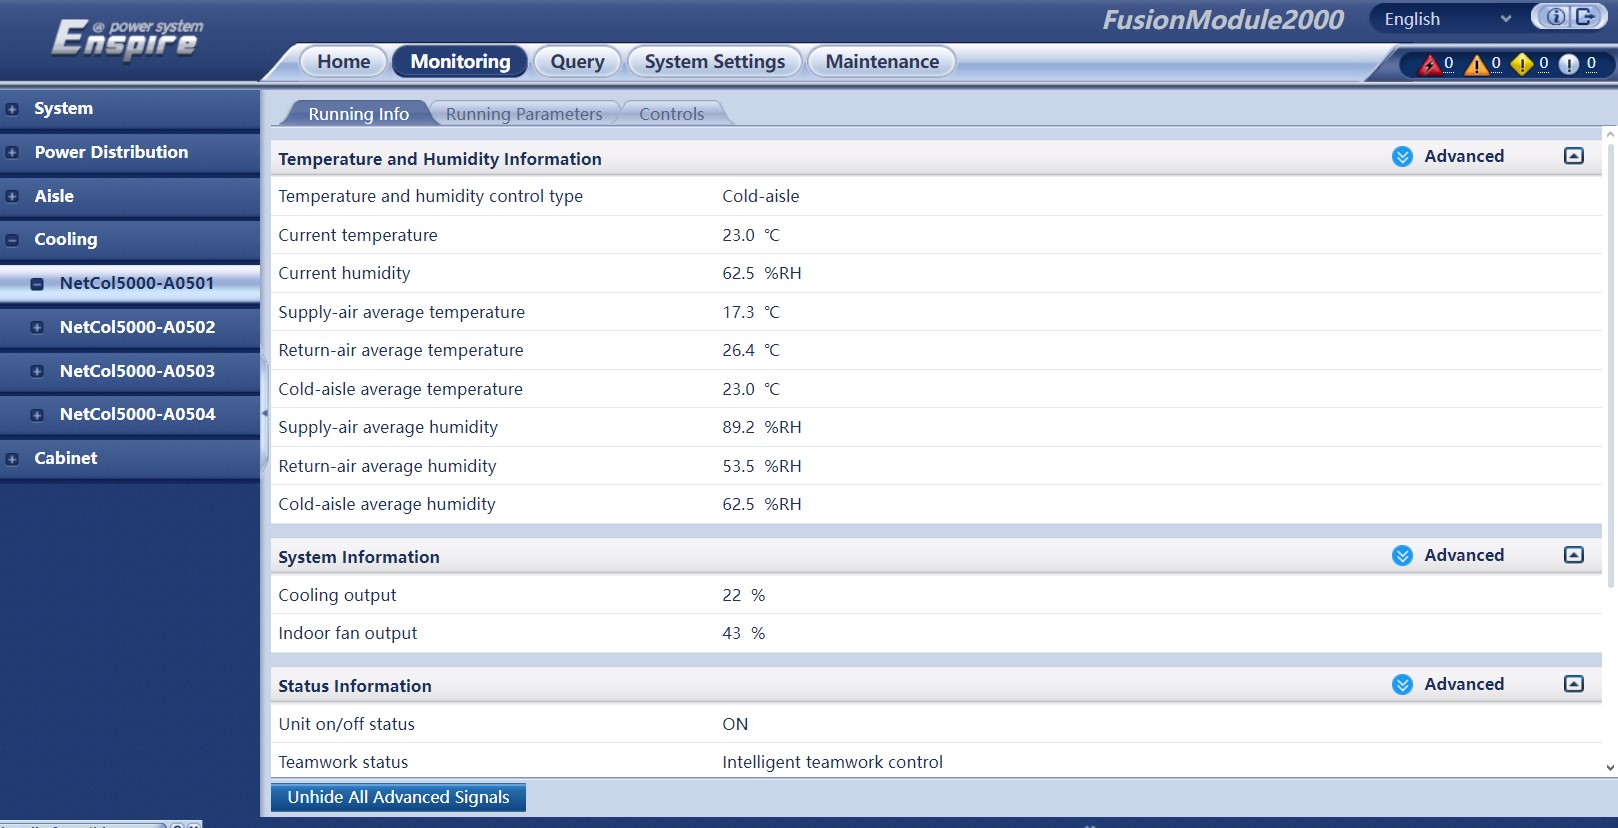 Enspire
@ power system
FusionModule2000
English
Home
Monitoring
Query
System Settings
Maintenance
0
0
0
0
System
Power Distribution
Aisle
Cooling
NetCol5000-A0501
NetCol5000-A0502
NetCol5000-A0503
NetCol5000-A0504
Cabinet
Running Info
Running Parameters
Controls
Temperature and Humidity Information Advanced
Temperature and humidity control type Cold-aisle
Current temperature 23.0 ℃
Current humidity 62.5 %RH
Supply-air average temperature 17.3 ℃
Return-air average temperature 26.4 ℃
Cold-aisle average temperature 23.0 ℃
Supply-air average humidity 89.2 %RH
Return-air average humidity 53.5 %RH
Cold-aisle average humidity 62.5 %RH
System Information Advanced
Cooling output 22 %
Indoor fan output 43 %
Status Information Advanced
Unit on/off status ON
Teamwork status Intelligent teamwork control
Unhide All Advanced Signals